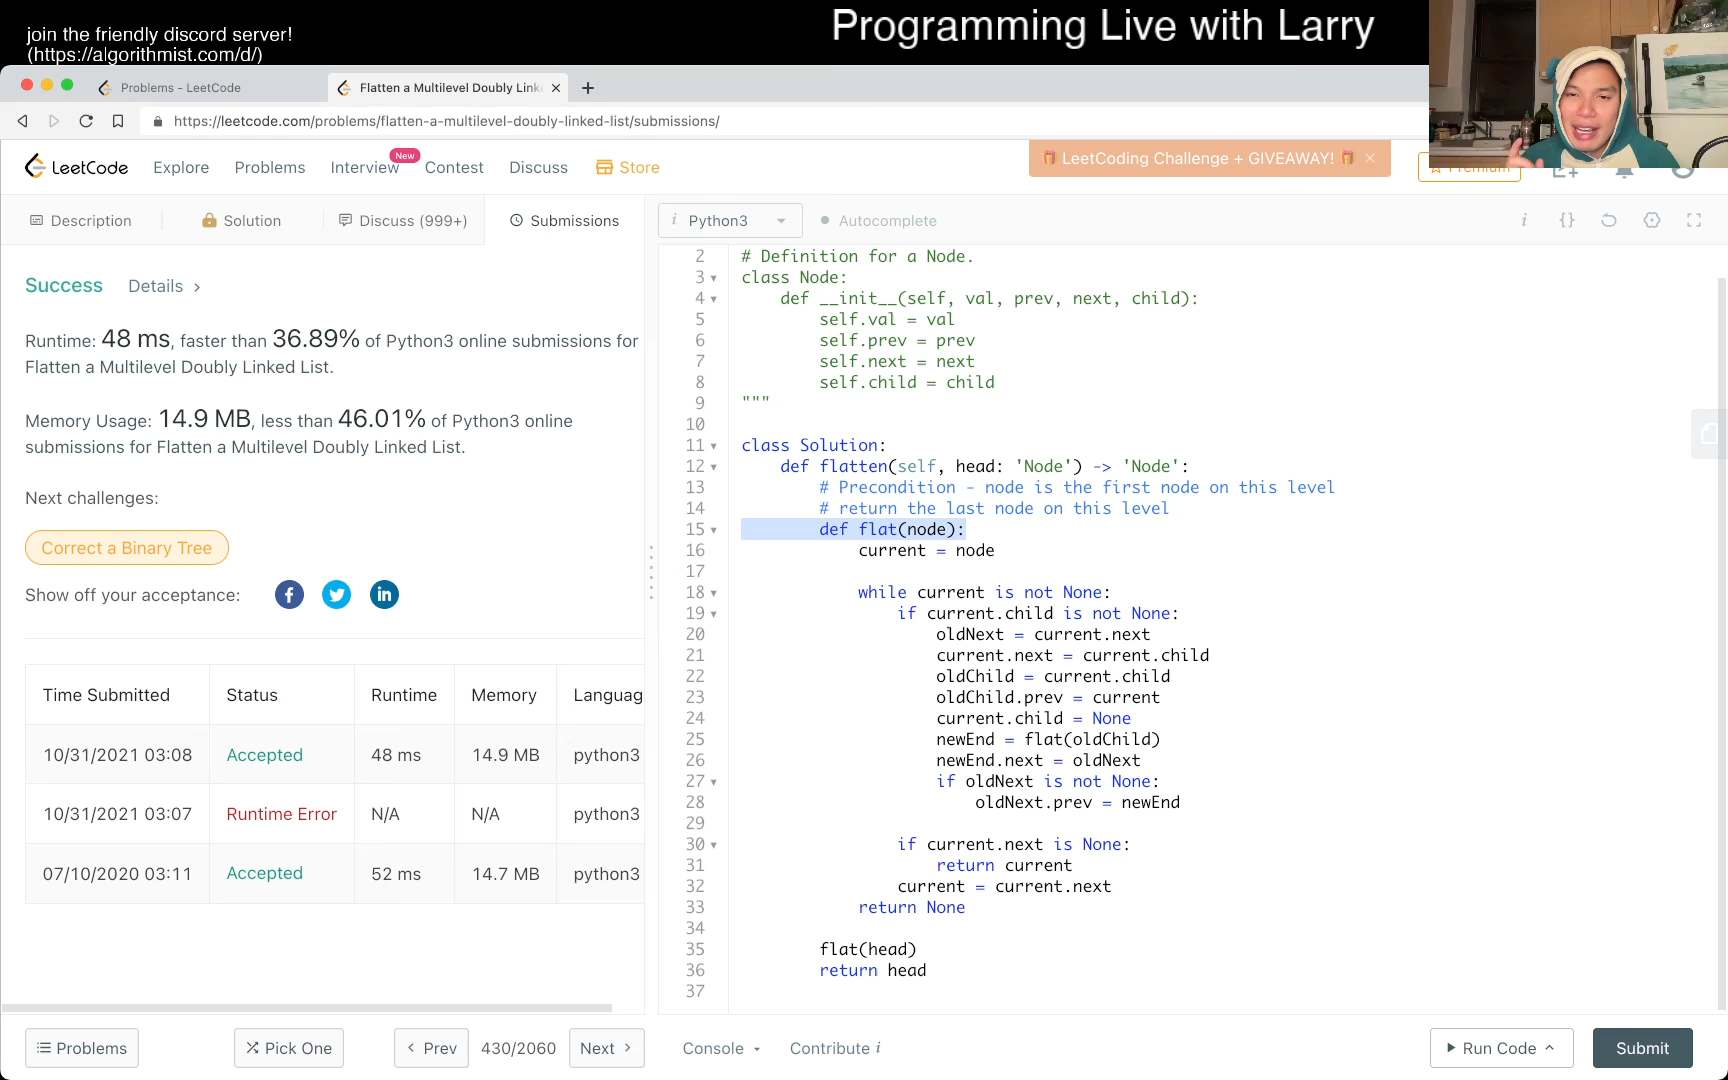 join the friendly discord server!
(https://algorithmist.com/d/)
Programming Live with Larry
Problems - LeetCode
Flatten a Multilevel Doubly Link
https://leetcode.com/problems/flatten-a-multilevel-doubly-linked-list/submissions/
LeetCode
Explore
Problems
Interview
New
Contest
Discuss
Store
LeetCoding Challenge + GIVEAWAY!
Premium
Description
Solution
Discuss (999+)
Submissions
i Python3
Autocomplete
i
{}
Success
Details >
Runtime: 48 ms, faster than 36.89% of Python3 online submissions for
Flatten a Multilevel Doubly Linked List.
Memory Usage: 14.9 MB, less than 46.01% of Python3 online
submissions for Flatten a Multilevel Doubly Linked List.
Next challenges:
Correct a Binary Tree
Show off your acceptance:
Time Submitted Status Runtime Memory Languag
10/31/2021 03:08 Accepted 48 ms 14.9 MB python3
10/31/2021 03:07 Runtime Error N/A N/A python3
07/10/2020 03:11 Accepted 52 ms 14.7 MB python3
2 # Definition for a Node.
3 class Node:
4 def __init__(self, val, prev, next, child):
5 self.val = val
6 self.prev = prev
7 self.next = next
8 self.child = child
9 """
10
11 class Solution:
12 def flatten(self, head: 'Node') -> 'Node':
13 # Precondition - node is the first node on this level
14 # return the last node on this level
15 def flat(node):
16 current = node
17
18 while current is not None:
19 if current.child is not None:
20 oldNext = current.next
21 current.next = current.child
22 oldChild = current.child
23 oldChild.prev = current
24 current.child = None
25 newEnd = flat(oldChild)
26 newEnd.next = oldNext
27 if oldNext is not None:
28 oldNext.prev = newEnd
29
30 if current.next is None:
31 return current
32 current = current.next
33 return None
34
35 flat(head)
36 return head
37
Problems
Pick One
< Prev
430/2060
Next >
Console
Contribute i
Run Code
Submit